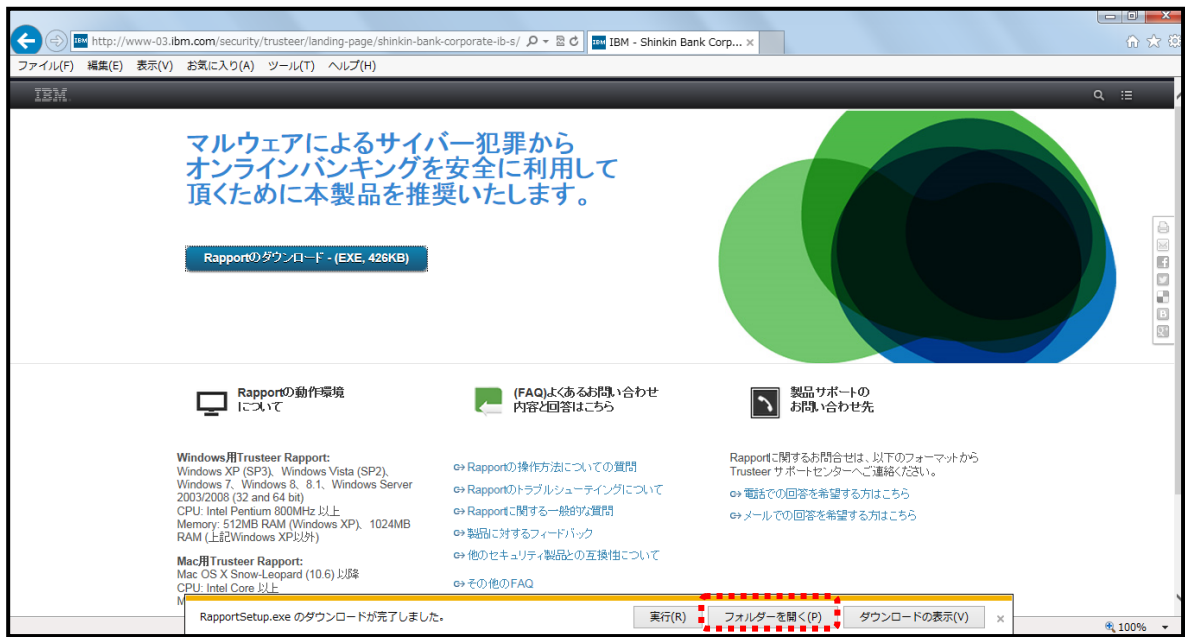 http://www-03.ibm.com/security/trusteer/landing-page/shinkin-bank-corporate-ib-s/
IBM - Shinkin Bank Corp...
ファイル(F) 編集(E) 表示(V) お気に入り(A) ツール(T) ヘルプ(H)
IBM
マルウェアによるサイバー犯罪から
オンラインバンキングを安全に利用して
頂くために本製品を推奨いたします。
Rapportのダウンロード - (EXE, 426KB)
Rapportの動作環境
について
Windows用Trusteer Rapport:
Windows XP (SP3)、Windows Vista (SP2)、
Windows 7、Windows 8、8.1、Windows Server
2003/2008 (32 and 64 bit)
CPU: Intel Pentium 800MHz 以上
Memory: 512MB RAM (Windows XP)、1024MB
RAM (上記Windows XP以外)
Mac用Trusteer Rapport:
Mac OS X Snow-Leopard (10.6) 以降
CPU: Intel Core 以上
(FAQ)よくあるお問い合わせ
内容と回答はこちら
Rapportの操作方法についての質問
Rapportのトラブルシューティングについて
Rapportに関する一般的な質問
製品に対するフィードバック
他のセキュリティ製品との互換性について
その他のFAQ
製品サポートの
お問い合わせ先
Rapportに関するお問合せは、以下のフォーマットから
Trusteer サポートセンターへご連絡ください。
電話での回答を希望する方はこちら
メールでの回答を希望する方はこちら
RapportSetup.exe のダウンロードが完了しました。
実行(R)
フォルダーを開く(P)
ダウンロードの表示(V)
100%